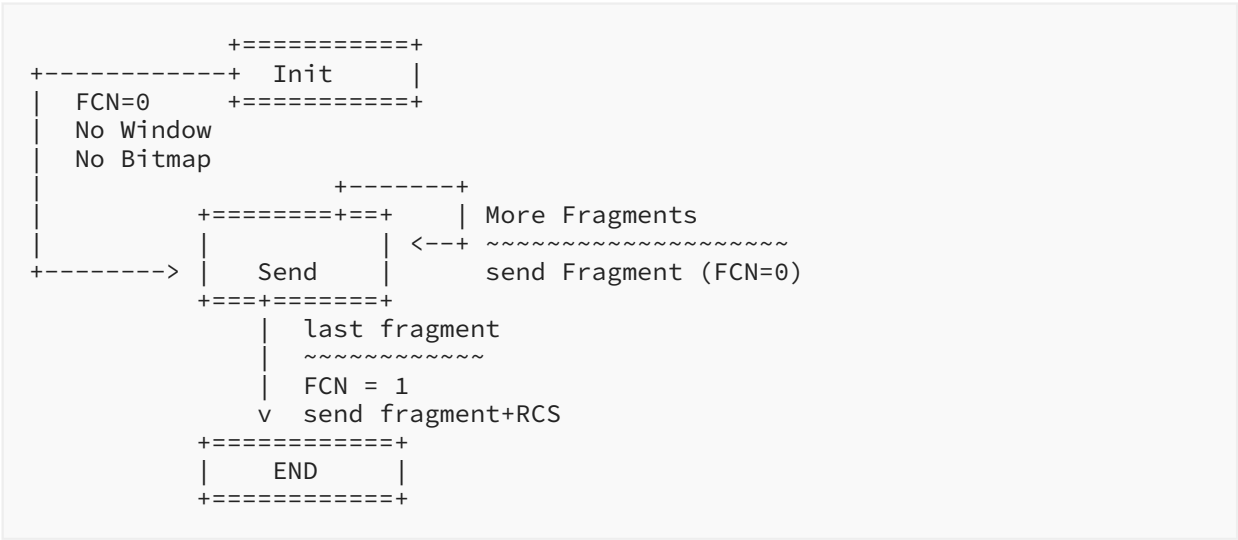 +===========+
+------------+  Init     |
|  FCN=0     +===========+
|  No Window
|  No Bitmap
|                   +-------+
|          +========+==+    | More Fragments
|          |           | <--+ ~~~~~~~~~~~~~~~~~~~~
+--------> |   Send    |      send Fragment (FCN=0)
           +===+=======+
               |  last fragment
               |  ~~~~~~~~~~~~
               |  FCN = 1
               v  send fragment+RCS
           +============+
           |    END     |
           +============+